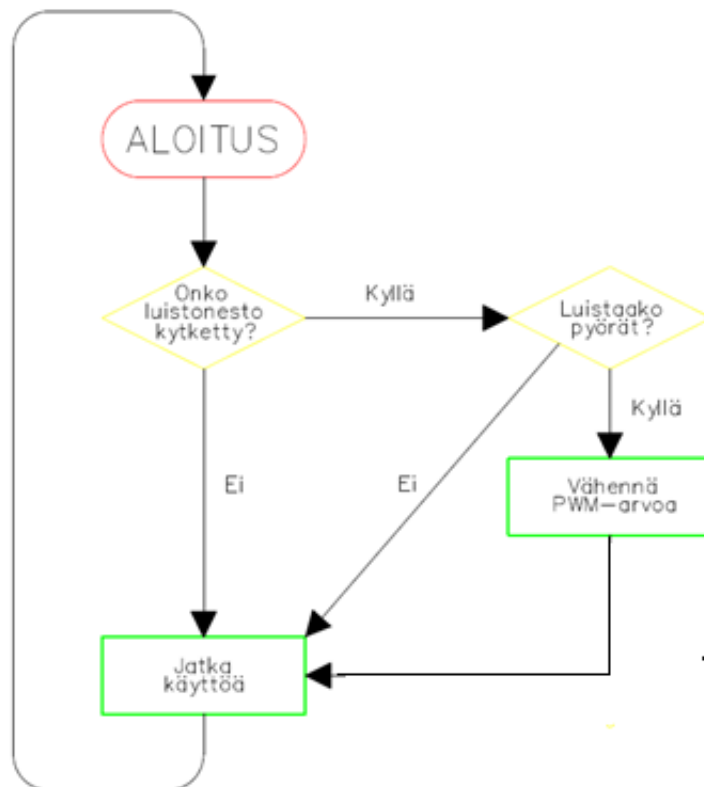 ALOITUS
Onko
luistonesto
kytketty?
Kyllä
Luistaako
pyörät?
Kyllä
Ei
Ei
Vähennä
PWM-arvoa
Jatka
käyttöä